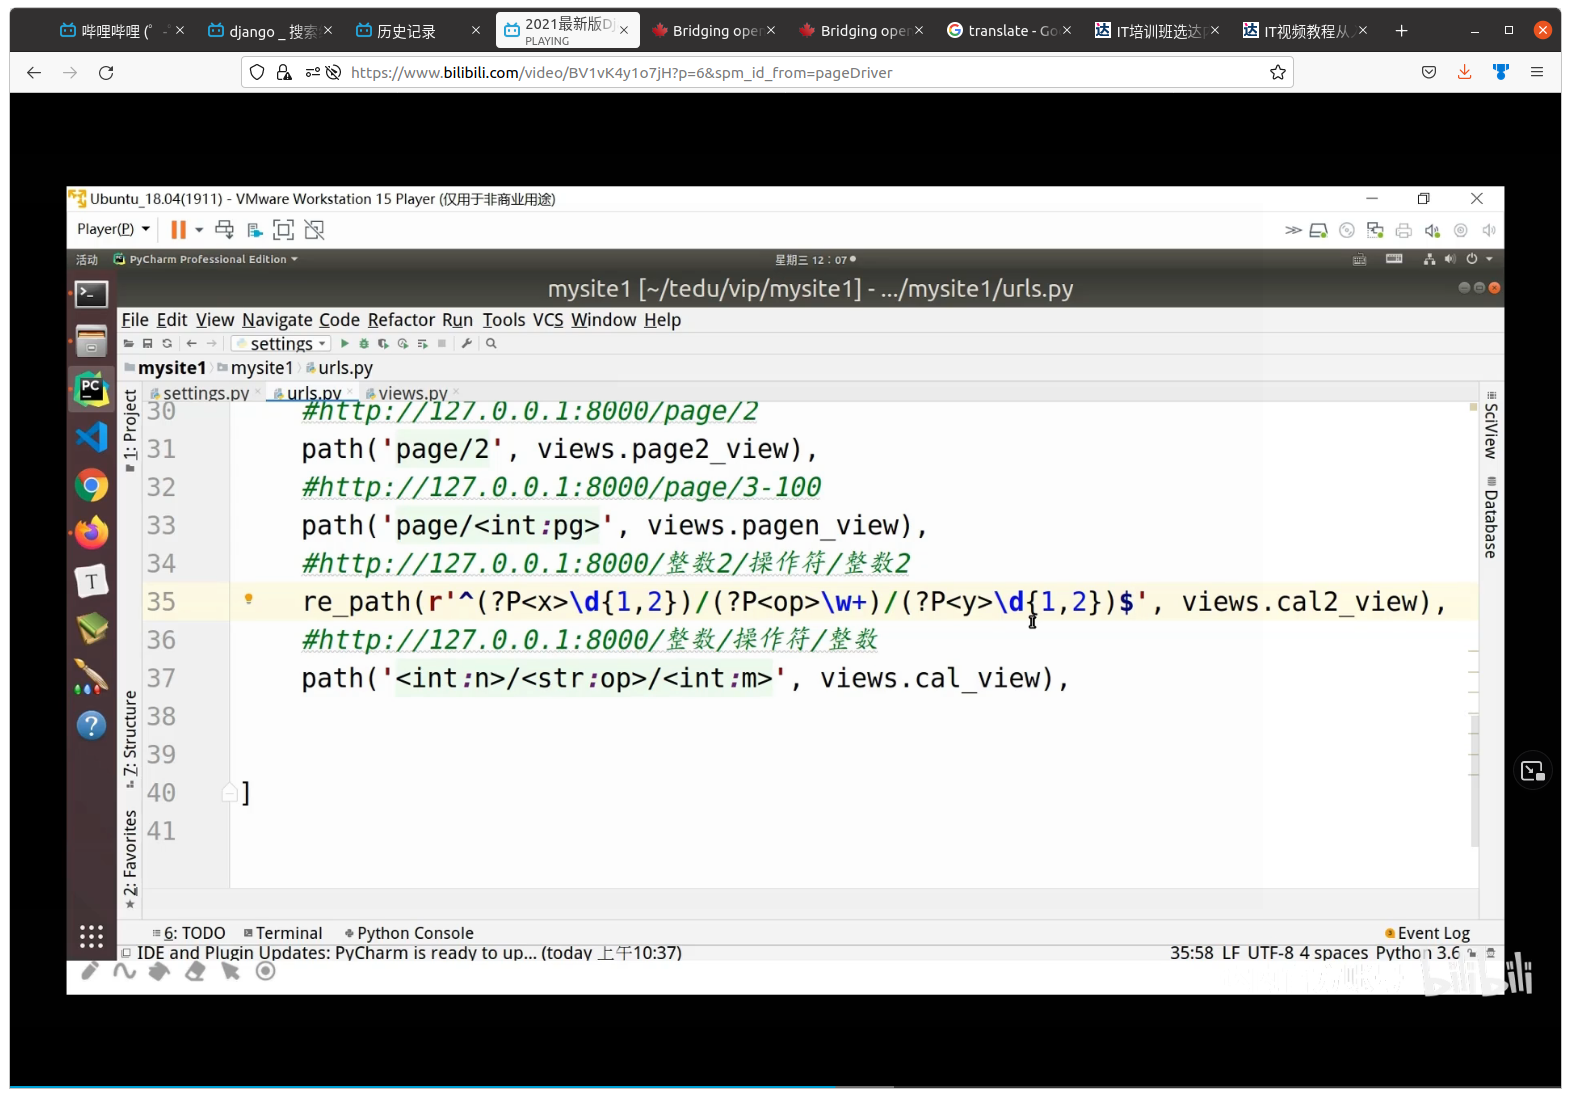 哔哩哔哩 (゜-
django _ 搜索
历史记录
2021最新版Dj
PLAYING
Bridging oper
Bridging oper
translate - Go
IT培训班选达
IT视频教程从入
https://www.bilibili.com/video/BV1vK4y1o7jH?p=6&spm_id_from=pageDriver
Ubuntu_18.04(1911) - VMware Workstation 15 Player (仅用于非商业用途)
Player(P)
活动 PyCharm Professional Edition 星期三 12：07
mysite1 [~/tedu/vip/mysite1] - .../mysite1/urls.py
File Edit View Navigate Code Refactor Run Tools VCS Window Help
settings
mysite1 mysite1 urls.py
settings.py urls.py views.py
30 #http://127.0.0.1:8000/page/2
31 path('page/2', views.page2_view),
32 #http://127.0.0.1:8000/page/3-100
33 path('page/<int:pg>', views.pagen_view),
34 #http://127.0.0.1:8000/整数2/操作符/整数2
35 re_path(r'^(?P<x>\d{1,2})/(?P<op>\w+)/(?P<y>\d{1,2})$', views.cal2_view),
36 #http://127.0.0.1:8000/整数/操作符/整数
37 path('<int:n>/<str:op>/<int:m>', views.cal_view),
38
39
40 ]
41
1: Project
7: Structure
2: Favorites
SciView
Database
6: TODO Terminal Python Console Event Log
IDE and Plugin Updates: PyCharm is ready to up... (today 上午10:37) 35:58 LF UTF-8 4 spaces Python 3.6
bilibili